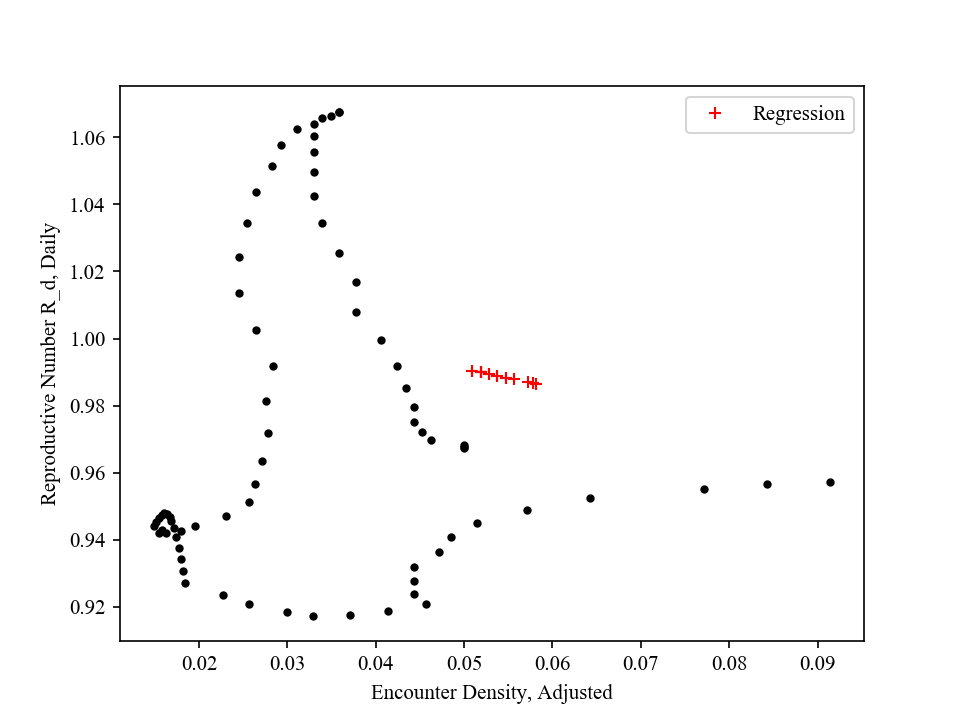 Regression
1.06
1.04
1.02
1.00
0.98
0.96
0.94
0.92
Reproductive Number R_d, Daily
0.02 0.03 0.04 0.05 0.06 0.07 0.08 0.09
Encounter Density, Adjusted